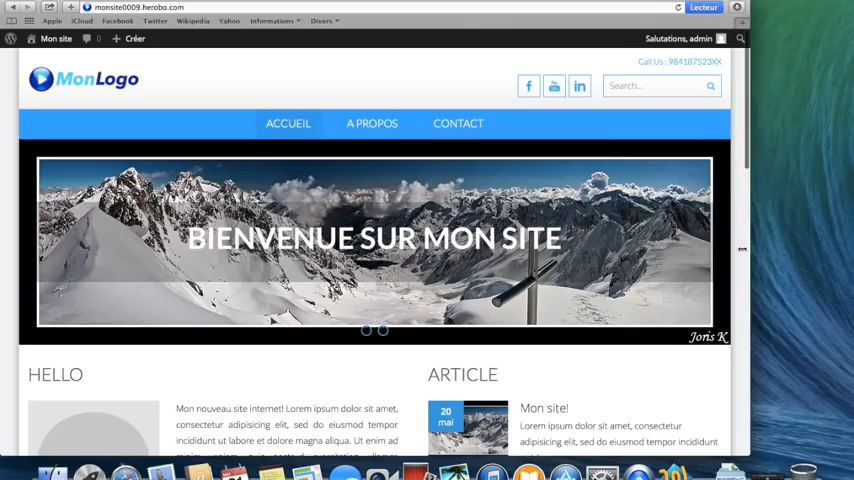 monsite0009.herobo.com
Lecteur
Apple iCloud Facebook Twitter Wikipedia Yahoo Informations Divers
Mon site 0 Créer
Salutations, admin
Call Us : 984187523XX
MonLogo
f You in
Search...
ACCUEIL A PROPOS CONTACT
BIENVENUE SUR MON SITE
Joris K
HELLO
Mon nouveau site internet! Lorem ipsum dolor sit amet,
consectetur adipisicing elit, sed do eiusmod tempor
incididunt ut labore et dolore magna aliqua. Ut enim ad
ARTICLE
20
mai
Mon site!
Lorem ipsum dolor sit amet, consectetur
adipisicing elit, sed do eiusmod tempor
incididunt ut labore et dolore magna